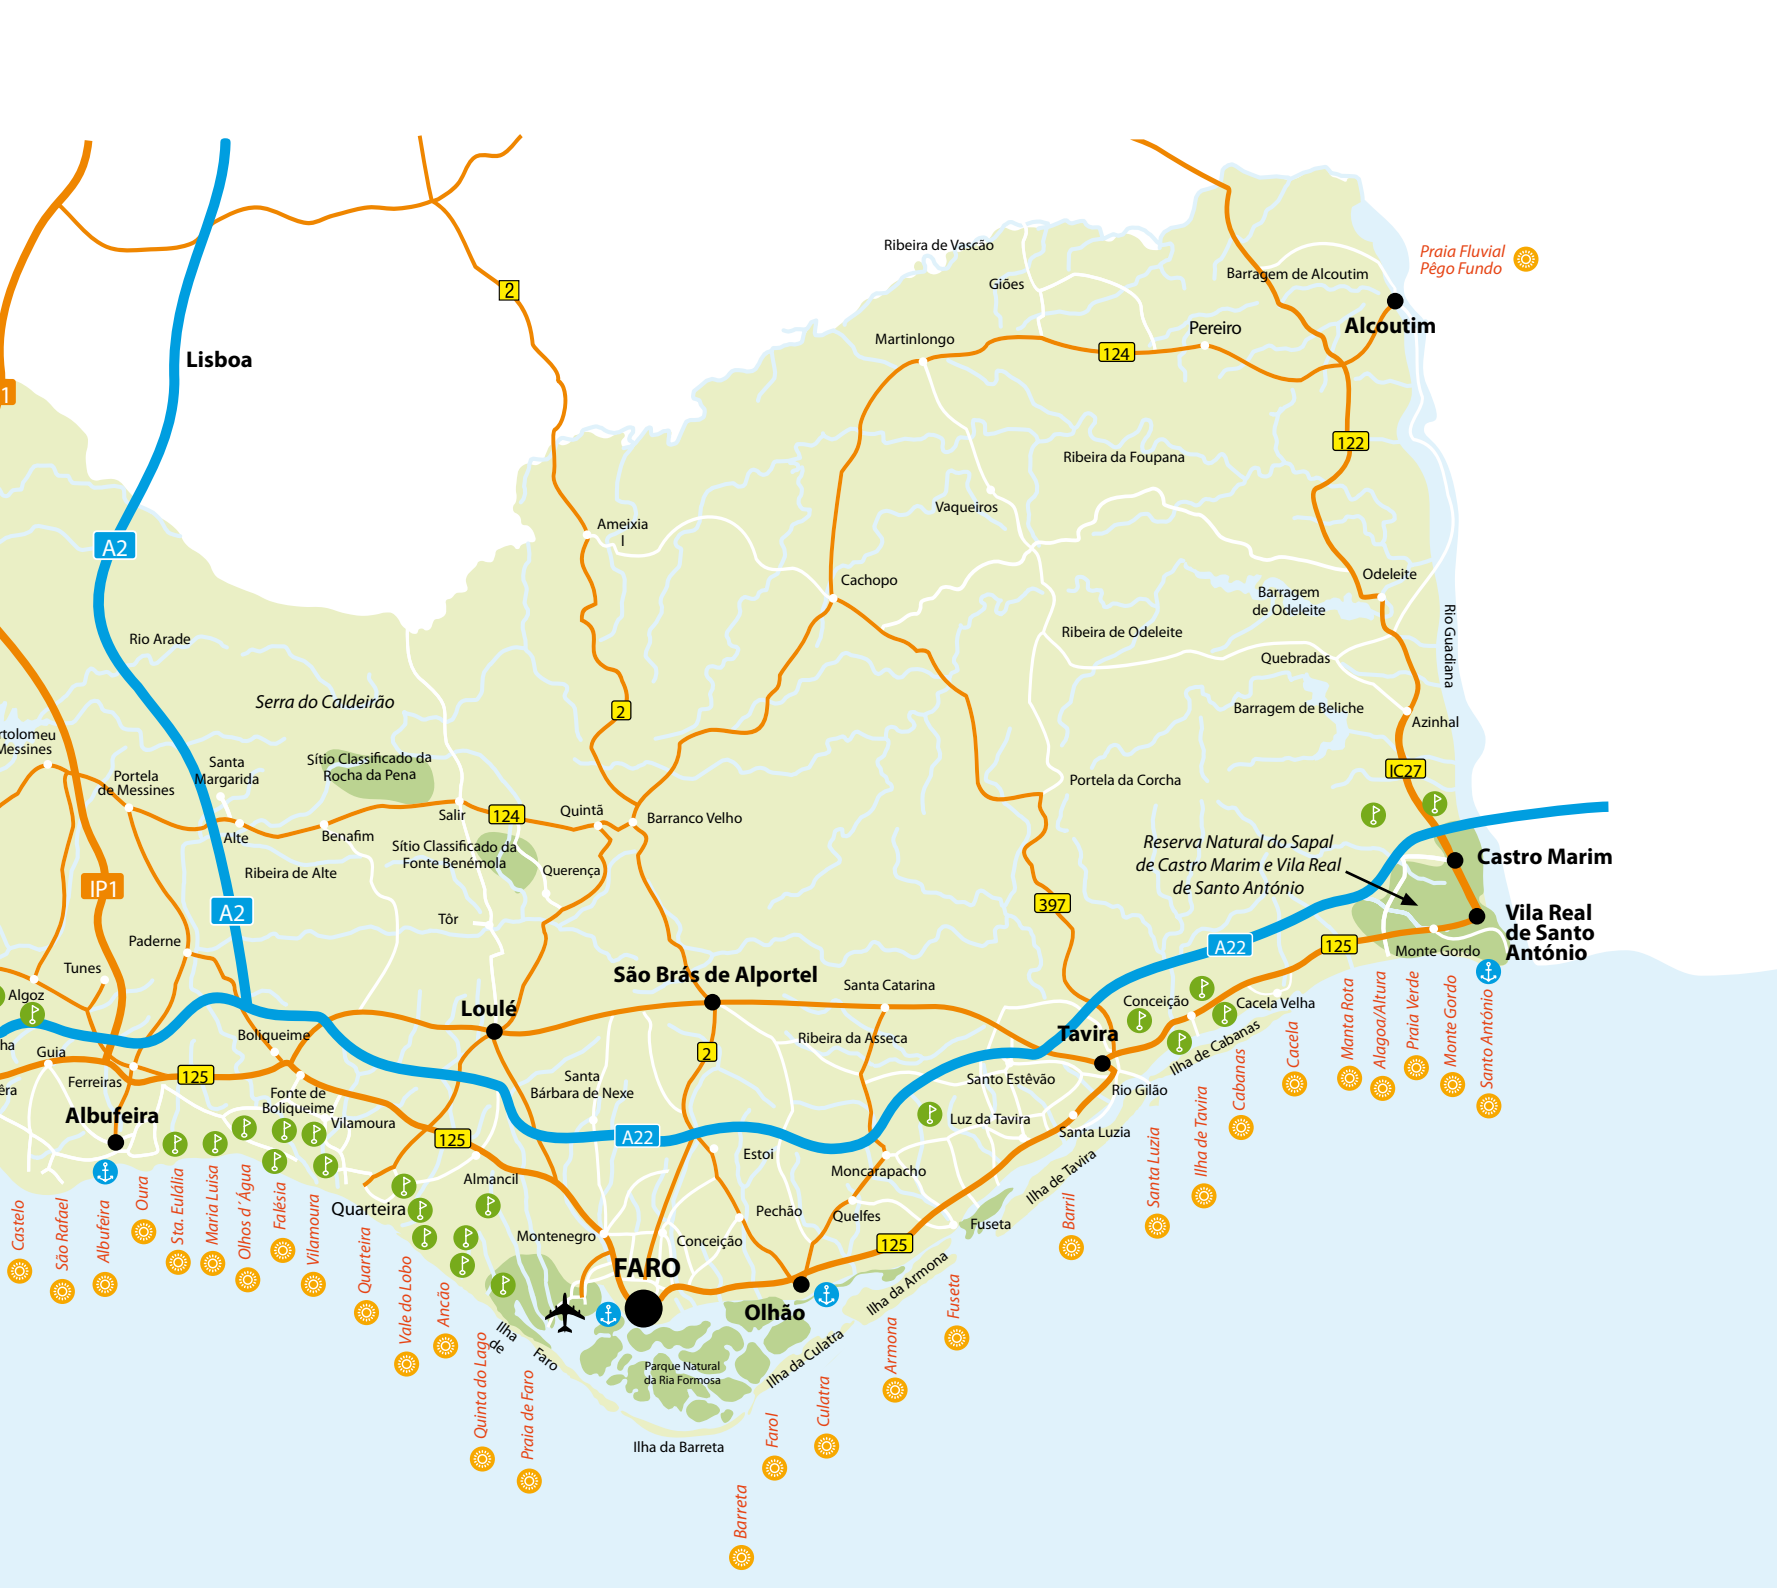 Ribeira de Vascão
Praia Fluvial
Pêgo Fundo
Barragem de Alcoutim
Giões
2
Alcoutim
Pereiro
Martinlongo
124
Lisboa
1
122
Ribeira da Foupana
Vaqueiros
Ameixia
l
A2
Cachopo
Odeleite
Barragem
de Odeleite
Rio Guadiana
Rio Arade
Ribeira de Odeleite
Quebradas
Serra do Caldeirão
2
Barragem de Beliche
Azinhal
rtolomeu
Messines
Santa
Margarida
Portela
de Messines
Sítio Classificado da
Rocha da Pena
IC27
Portela da Corcha
Salir
124
Quintã
Barranco Velho
Alte
Benafim
Sítio Classificado da
Fonte Benémola
Reserva Natural do Sapal
de Castro Marim e Vila Real
de Santo António
Castro Marim
Ribeira de Alte
Querença
IP1
A2
Tôr
397
Vila Real
de Santo
António
A22
125
Monte Gordo
Paderne
Tunes
São Brás de Alportel
Santa Catarina
Algoz
Loulé
Conceição
Cacela Velha
Boliqueime
Ribeira da Asseca
Tavira
Ilha de Cabanas
ha
Guia
2
125
Ferreiras
êra
Santa
Bárbara de Nexe
Santo Estêvão
Rio Gilão
Fonte de
Boliqueime
Albufeira
Vilamoura
125
A22
Luz da Tavira
Santa Luzia
Estoi
Moncarapacho
Almancil
Ilha de Tavira
Quarteira
Pechão
Quelfes
Fuseta
Montenegro
Conceição
125
FARO
Olhão
Ilha da Armona
Ilha
de
Faro
Ilha da Culatra
Parque Natural
da Ria Formosa
Ilha da Barreta
Castelo
São Rafael
Albufeira
Oura
Sta. Eulália
Maria Luisa
Olhos d´Água
Falésia
Vilamoura
Quarteira
Vale do Lobo
Ancão
Quinta do Lago
Praia de Faro
Barreta
Farol
Culatra
Armona
Fuseta
Barril
Santa Luzia
Ilha de Tavira
Cabanas
Cacela
Manta Rota
Alagoa/Altura
Praia Verde
Monte Gordo
Santo António